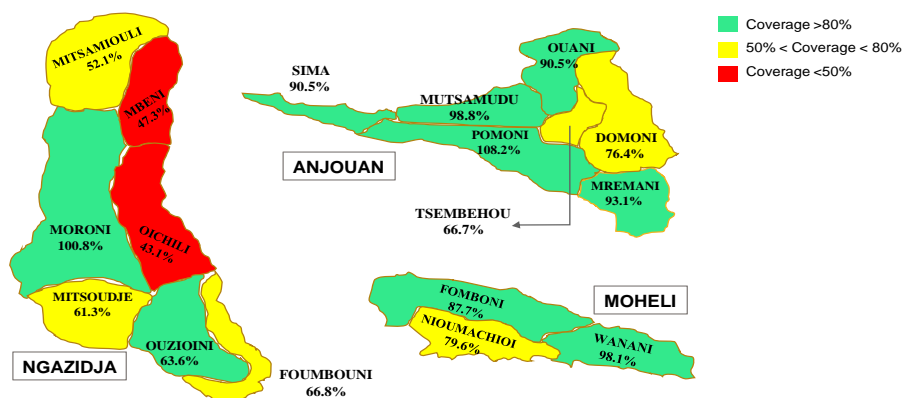 Coverage >80%
50% < Coverage < 80%
Coverage <50%
MITSAMIOULI
52.1%
MBENI
47.3%
MORONI
100.8%
OICHILI
43.1%
MITSOUDJE
61.3%
OUZIOINI
63.6%
FOUMBOUNI
66.8%
NGAZIDJA
SIMA
90.5%
OUANI
90.5%
MUTSAMUDU
98.8%
POMONI
108.2%
DOMONI
76.4%
MREMANI
93.1%
TSEMBEHOU
66.7%
ANJOUAN
FOMBONI
87.7%
NIOUMACHIOI
79.6%
WANANI
98.1%
MOHELI